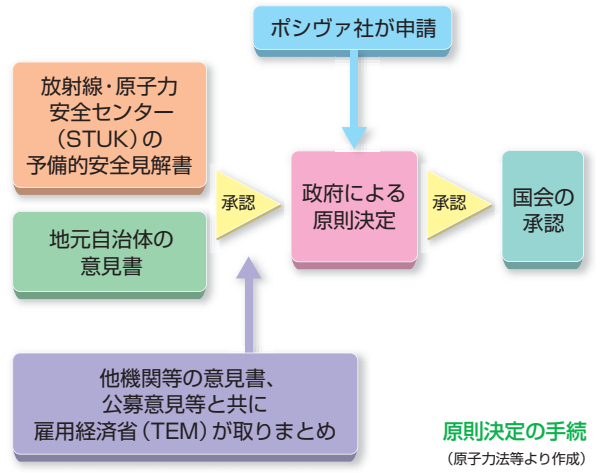 ポシヴァ社が申請
放射線・原子力
安全センター
（STUK）の
予備的安全見解書
地元自治体の
意見書
承認
政府による
原則決定
承認
国会の
承認
他機関等の意見書、
公募意見等と共に
雇用経済省（TEM）が取りまとめ
原則決定の手続
（原子力法等より作成）